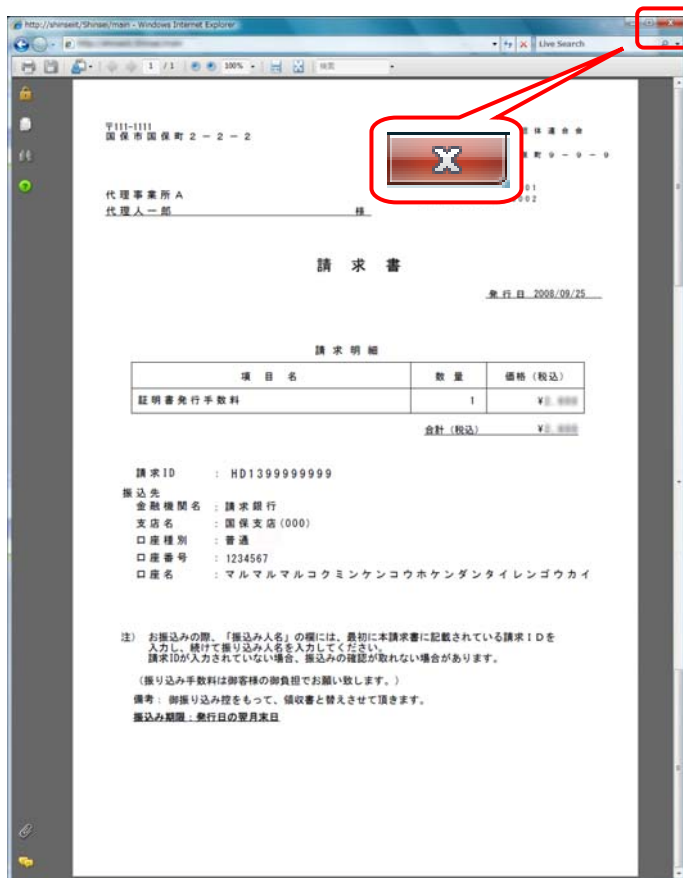 http://shinseiit/Shinsei/main - Windows Internet Explorer
Live Search
1 / 1
100%
検索
〒111-1111
国保市国保町２－２－２
体連合会
町９－９－９
代理事業所Ａ
代理人一郎 様
請 求 書
発行日 2008/09/25
請求明細
項 目 名 数 量 価格（税込）
証明書発行手数料 1 ¥
合計（税込） ¥
請求ID ： HD1399999999
振込先
金融機関名 ：請求銀行
支店名 ：国保支店(000)
口座種別 ：普通
口座番号 ：1234567
口座名 ：マルマルマルコクミンケンコウホケンダンタイレンゴウカイ
注） お振込みの際、「振込み人名」の欄には、最初に本請求書に記載されている請求ＩＤを
入力し、続けて振り込み人名を入力してください。
請求IDが入力されていない場合、振込みの確認が取れない場合があります。
（振り込み手数料は御客様の御負担でお願い致します。）
備考：御振り込み控をもって、領収書と替えさせて頂きます。
振込み期限：発行日の翌月末日